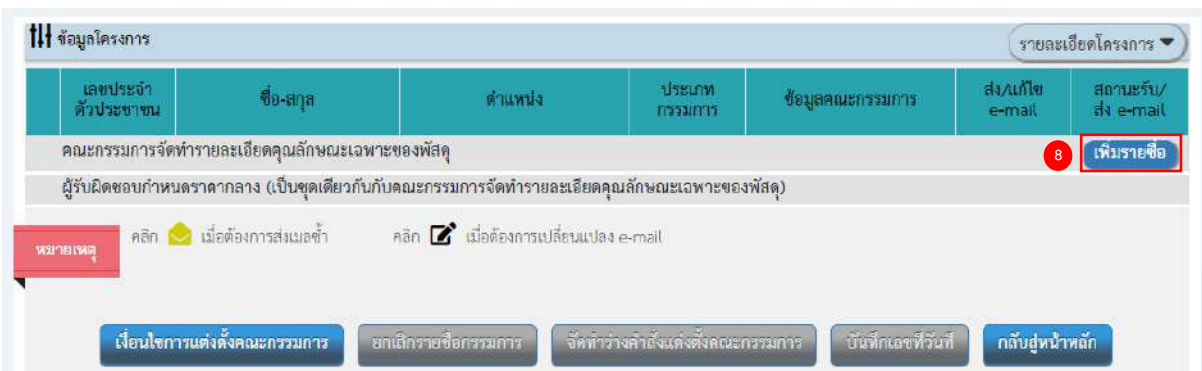 ข้อมูลโครงการ
รายละเอียดโครงการ
เลขประจำ
ตัวประชาชน
ชื่อ-สกุล
ตำแหน่ง
ประเภท
กรรมการ
ข้อมูลคณะกรรมการ
ส่ง/แก้ไข
e-mail
สถานะรับ/
ส่ง e-mail
คณะกรรมการจัดทำรายละเอียดคุณลักษณะเฉพาะของพัสดุ
8
เพิ่มรายชื่อ
ผู้รับผิดชอบกำหนดราคากลาง (เป็นชุดเดียวกันกับคณะกรรมการจัดทำรายละเอียดคุณลักษณะเฉพาะของพัสดุ)
หมายเหตุ
คลิก เมื่อต้องการส่งเมลซ้ำ คลิก เมื่อต้องการเปลี่ยนแปลง e-mail
เงื่อนไขการแต่งตั้งคณะกรรมการ
ยกเลิกรายชื่อกรรมการ
จัดทำร่างคำสั่งแต่งตั้งคณะกรรมการ
บันทึกเลขที่วันที่
กลับสู่หน้าหลัก